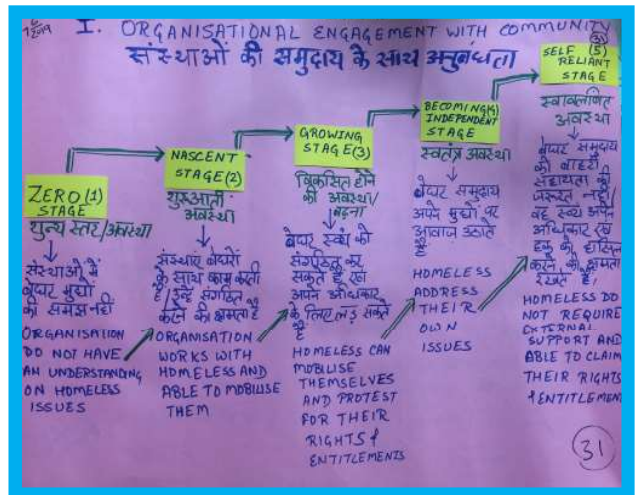 I. ORGANISATIONAL ENGAGEMENT WITH COMMUNITY
संस्थाओं की समुदाय के साथ अनुबंधता
ZERO (1)
STAGE
शुन्य स्तर/अवस्था
संस्थाओं में
बेघर मुद्दों
की समझ नहीं
ORGANISATION
DO NOT HAVE
AN UNDERSTANDING
ON HOMELESS
ISSUES
NASCENT
STAGE (2)
शुरुआती
अवस्था
संस्थाएं बेघरों
के साथ काम करती
है / उन्हें संगठित
करने की क्षमता है
ORGANISATION
WORKS WITH
HOMELESS AND
ABLE TO MOBILISE
THEM
GROWING
STAGE (3)
विकसित होने
की अवस्था/
बढ़ना
बेघर स्वयं को
संगठित कर
सकते है एवं
अपने अधिकार
के लिए लड़ सकते
है
HOMELESS CAN
MOBILISE
THEMSELVES
AND PROTEST
FOR THEIR
RIGHTS &
ENTITLEMENTS
BECOMING (4)
INDEPENDENT
STAGE
स्वतंत्र अवस्था
बेघर समुदाय
अपने मुद्दों पर
आवाज उठाते
है
HOMELESS
ADDRESS
THEIR
OWN
ISSUES
SELF (5)
RELIANT
STAGE
अवस्था
बेघर समुदाय
को बाहरी
सहायता की
जरूरत नहीं/
वह स्वयं अपने
अधिकार एवं
हक को हासिल
करने की क्षमता
रखते है,
HOMELESS DO
NOT REQUIRE
EXTERNAL
SUPPORT AND
ABLE TO CLAIM
THEIR RIGHTS
& ENTITLEMEN
31